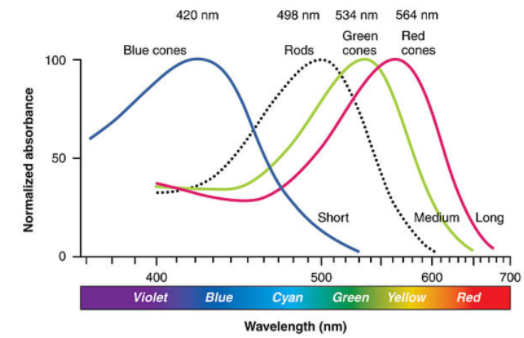 420 nm 498 nm 534 nm 564 nm
Blue cones
Rods
Green
cones
Red
cones
Normalized absorbance
100
50
0
Short
Medium
Long
400 500 600 700
Violet Blue Cyan Green Yellow Red
Wavelength (nm)